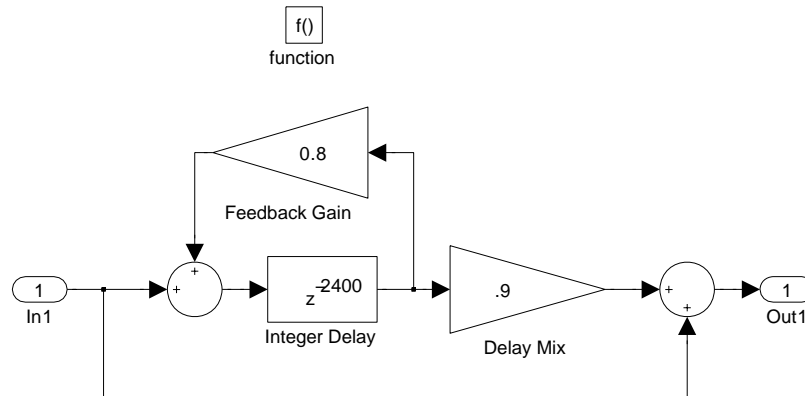 f()
function
0.8
Feedback Gain
+
1
In1
+
z-2400
Integer Delay
.9
Delay Mix
+
+
1
Out1